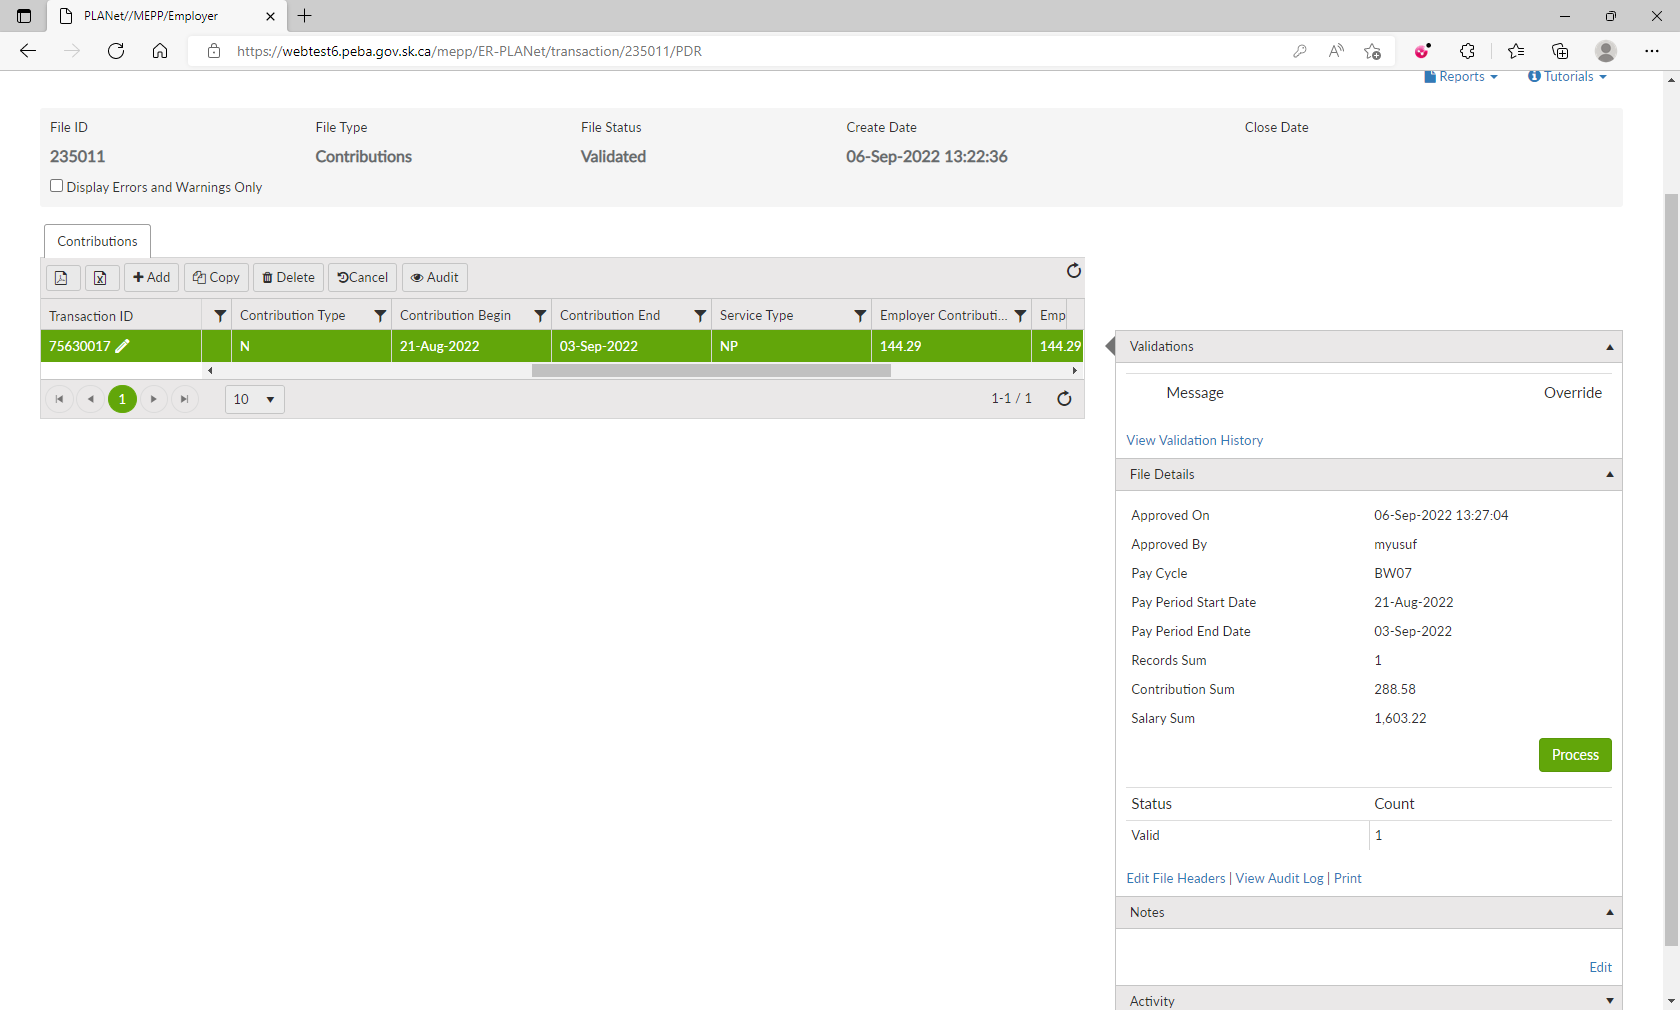 PLANet//MEPP/Employer
https://webtest6.peba.gov.sk.ca/mepp/ER-PLANet/transaction/235011/PDR
Reports Tutorials
File ID File Type File Status Create Date Close Date
235011 Contributions Validated 06-Sep-2022 13:22:36
Display Errors and Warnings Only
Contributions
Add Copy Delete Cancel Audit
Transaction ID Contribution Type Contribution Begin Contribution End Service Type Employer Contributi... Emp
75630017 N 21-Aug-2022 03-Sep-2022 NP 144.29 144.29
1 10 1-1 / 1
Validations
Message Override
View Validation History
File Details
Approved On 06-Sep-2022 13:27:04
Approved By myusuf
Pay Cycle BW07
Pay Period Start Date 21-Aug-2022
Pay Period End Date 03-Sep-2022
Records Sum 1
Contribution Sum 288.58
Salary Sum 1,603.22
Process
Status Count
Valid 1
Edit File Headers | View Audit Log | Print
Notes
Edit
Activity